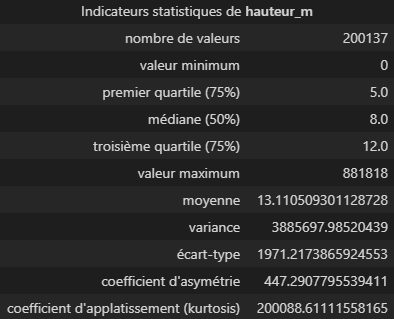 Indicateurs statistiques de hauteur_m
nombre de valeurs 200137
valeur minimum 0
premier quartile (75%) 5.0
médiane (50%) 8.0
troisième quartile (75%) 12.0
valeur maximum 881818
moyenne 13.110509301128728
variance 3885697.98520439
écart-type 1971.2173865924553
coefficient d'asymétrie 447.2907795539411
coefficient d'applatissement (kurtosis) 200088.61111558165